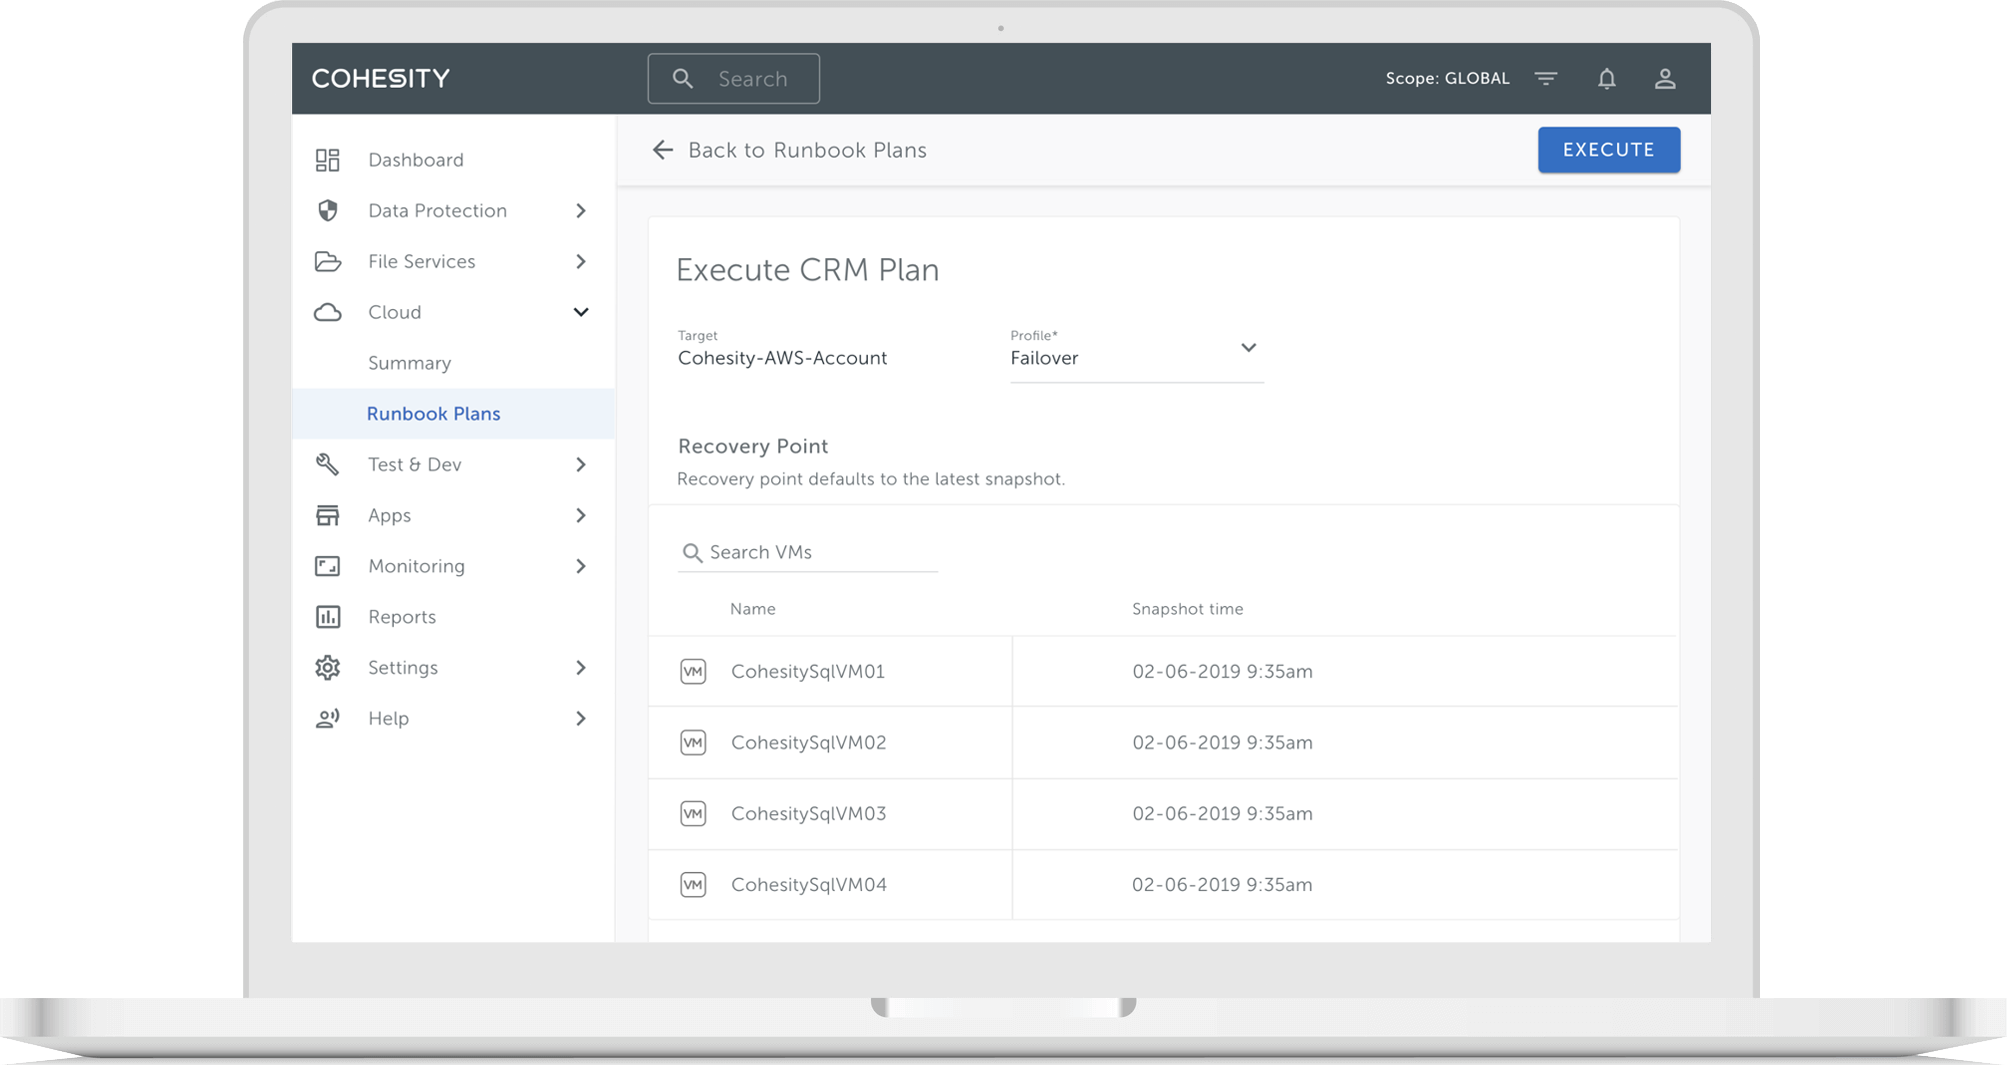 COHESITY
Search
Scope: GLOBAL
Dashboard
Data Protection
File Services
Cloud
Summary
Runbook Plans
Test & Dev
Apps
Monitoring
Reports
Settings
Help
Back to Runbook Plans
EXECUTE
Execute CRM Plan
Target
Cohesity-AWS-Account
Profile*
Failover
Recovery Point
Recovery point defaults to the latest snapshot.
Search VMs
Name Snapshot time
VM CohesitySqlVM01 02-06-2019 9:35am
VM CohesitySqlVM02 02-06-2019 9:35am
VM CohesitySqlVM03 02-06-2019 9:35am
VM CohesitySqlVM04 02-06-2019 9:35am